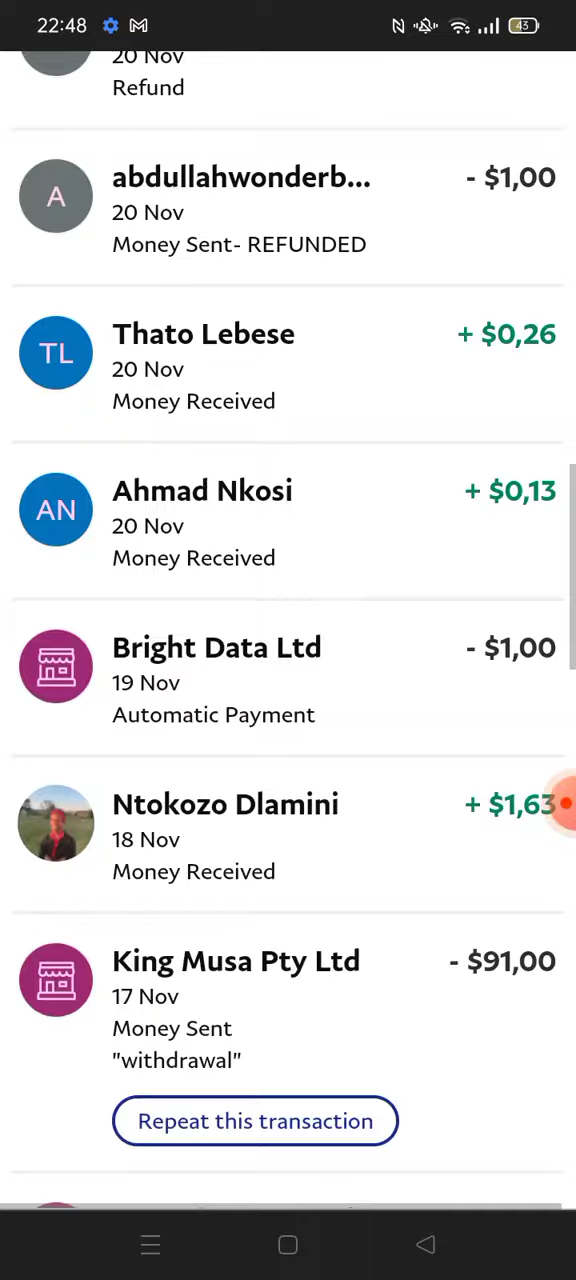 22:48
43
20 Nov
Refund
A
abdullahwonderb...
- $1,00
20 Nov
Money Sent- REFUNDED
TL
Thato Lebese
+ $0,26
20 Nov
Money Received
AN
Ahmad Nkosi
+ $0,13
20 Nov
Money Received
Bright Data Ltd
- $1,00
19 Nov
Automatic Payment
Ntokozo Dlamini
+ $1,63
18 Nov
Money Received
King Musa Pty Ltd
- $91,00
17 Nov
Money Sent
"withdrawal"
Repeat this transaction